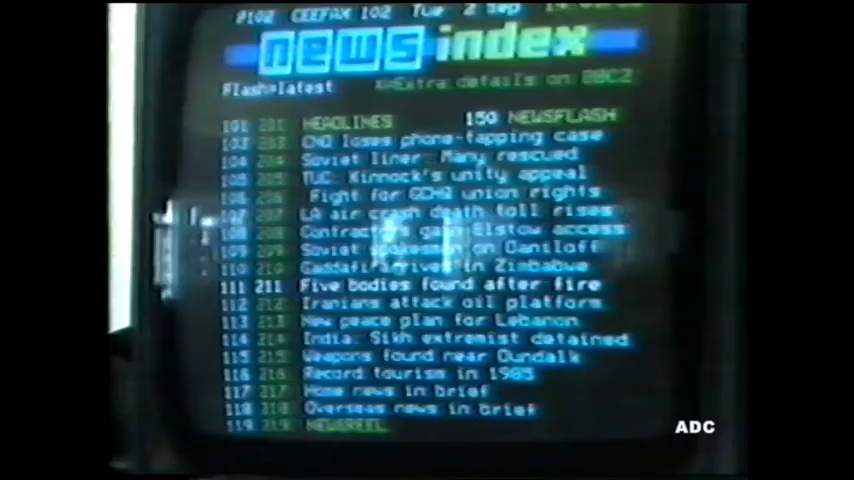 P102 CEEFAX 102 Tue 2 Sep
news index
Flash=latest
Extra details on BBC2
101 201 HEADLINES 150 NEWSFLASH
103 203 CND loses phone-tapping case
104 204 Soviet liner: Many rescued
105 205 TUC: Kinnock's unity appeal
106 206 Fight for GCHQ union rights
107 207 LA air crash death toll rises
108 208 Contractors gain Elstow access
109 209 Soviet spokesman on Daniloff
110 210 Gaddafi arrives in Zimbabwe
111 211 Five bodies found after fire
112 212 Iranians attack oil platform
113 213 New peace plan for Lebanon
114 214 India: Sikh extremist detained
115 215 Weapons found near Dundalk
116 216 Record tourism in 1985
117 217 Home news in brief
118 218 Overseas news in brief
119 219 NEWSREEL
ADC